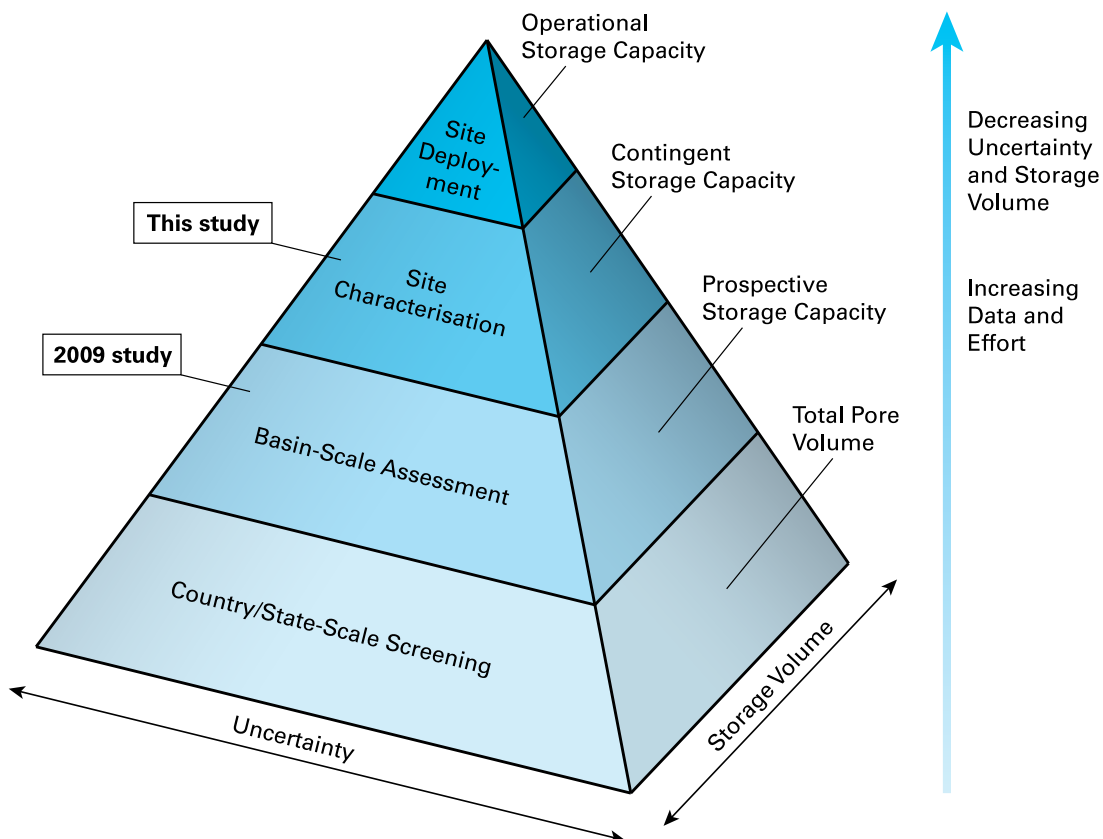 Operational
Storage Capacity
Site
Deploy-
ment
Contingent
Storage Capacity
Decreasing
Uncertainty
and Storage
Volume
This study
Site
Characterisation
Prospective
Storage Capacity
Increasing
Data and
Effort
2009 study
Basin-Scale Assessment
Total Pore
Volume
Country/State-Scale Screening
Storage Volume
Uncertainty